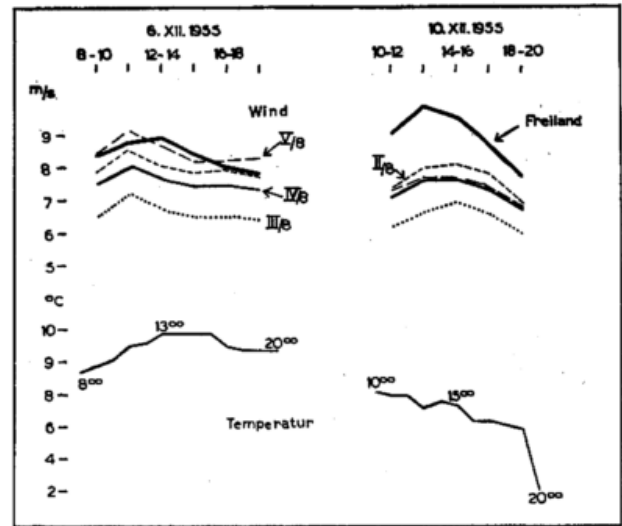 6. XII. 1955 10. XII. 1955
8-10 12-14 16-18 10-12 14-16 18-20
m/s
Wind
Freiland
9-
V/8
8-
II/8
7-
IV/8
6-
III/8
5-
°C
10-
13⁰⁰
20⁰⁰
9-
8⁰⁰
10⁰⁰
8-
15⁰⁰
6-
Temperatur
4-
2-
20⁰⁰